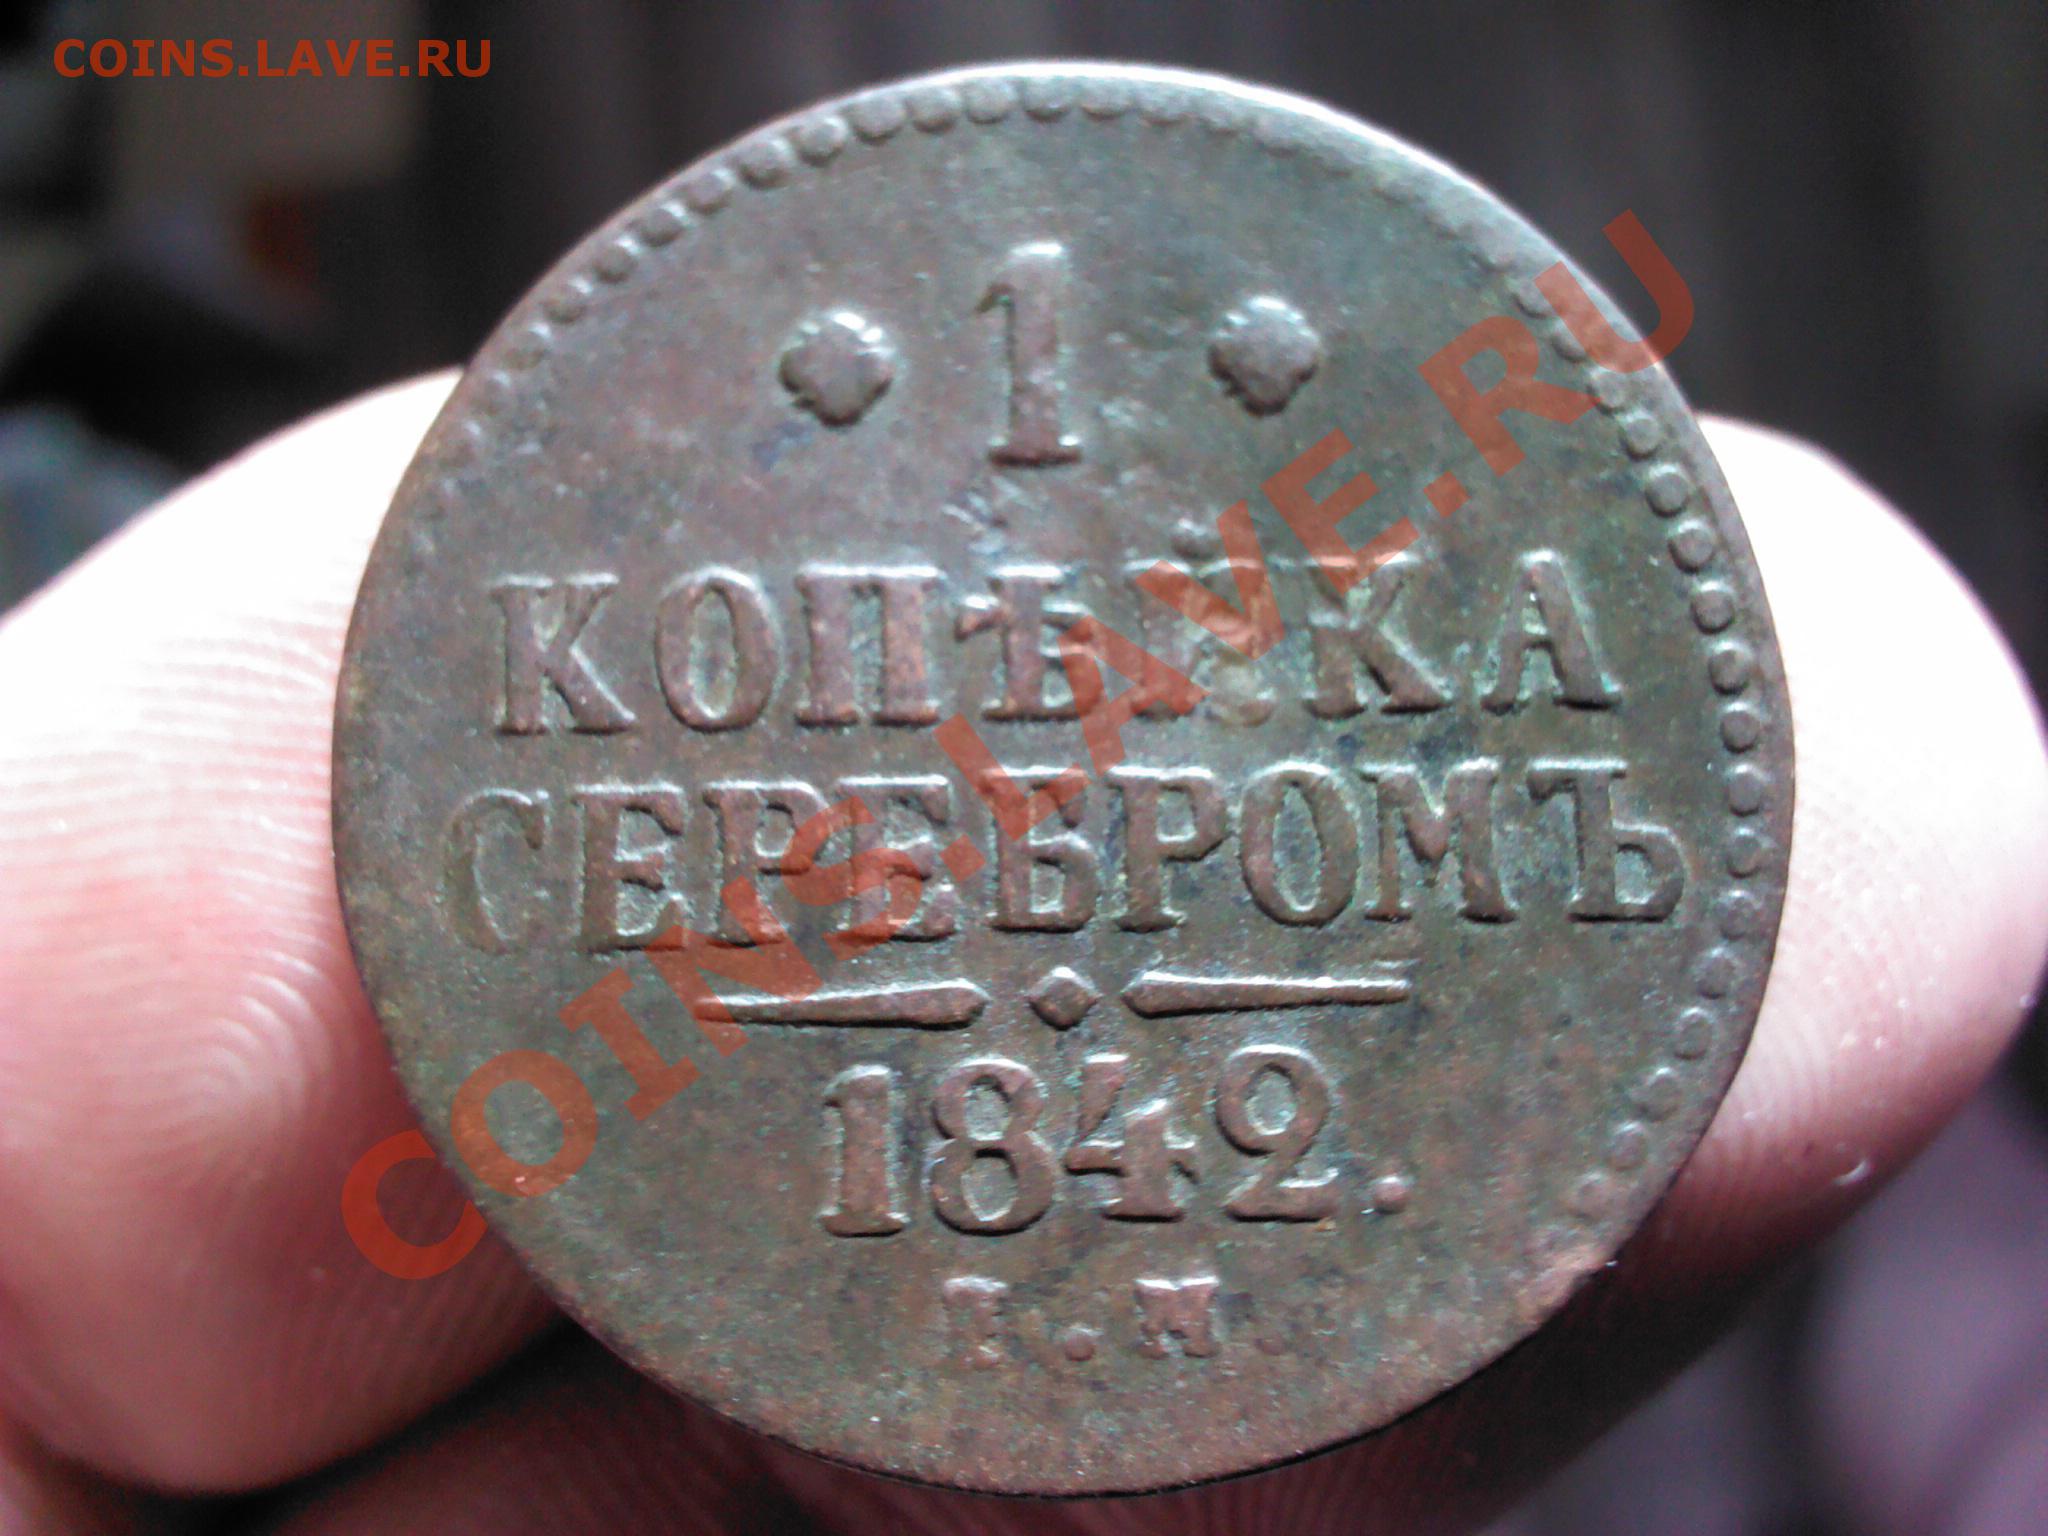 COINS.LAVE.RU
1
КОПѢЙКА
СЕРЕБРОМЪ
1842.
Е.М.
COINS.LAVE.RU